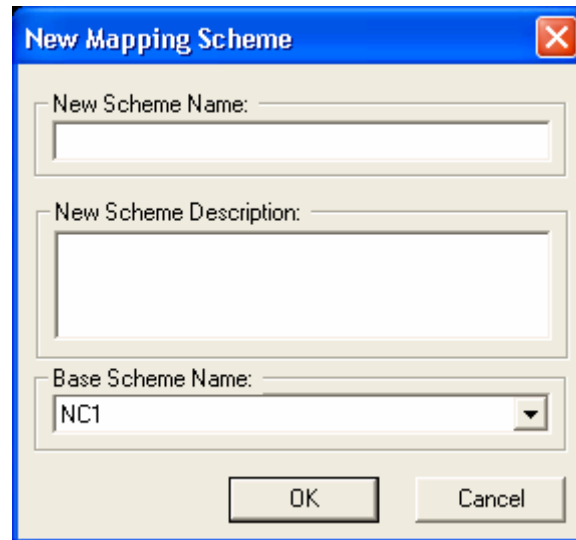 New Mapping Scheme
New Scheme Name:
New Scheme Description:
Base Scheme Name:
NC1
OK Cancel